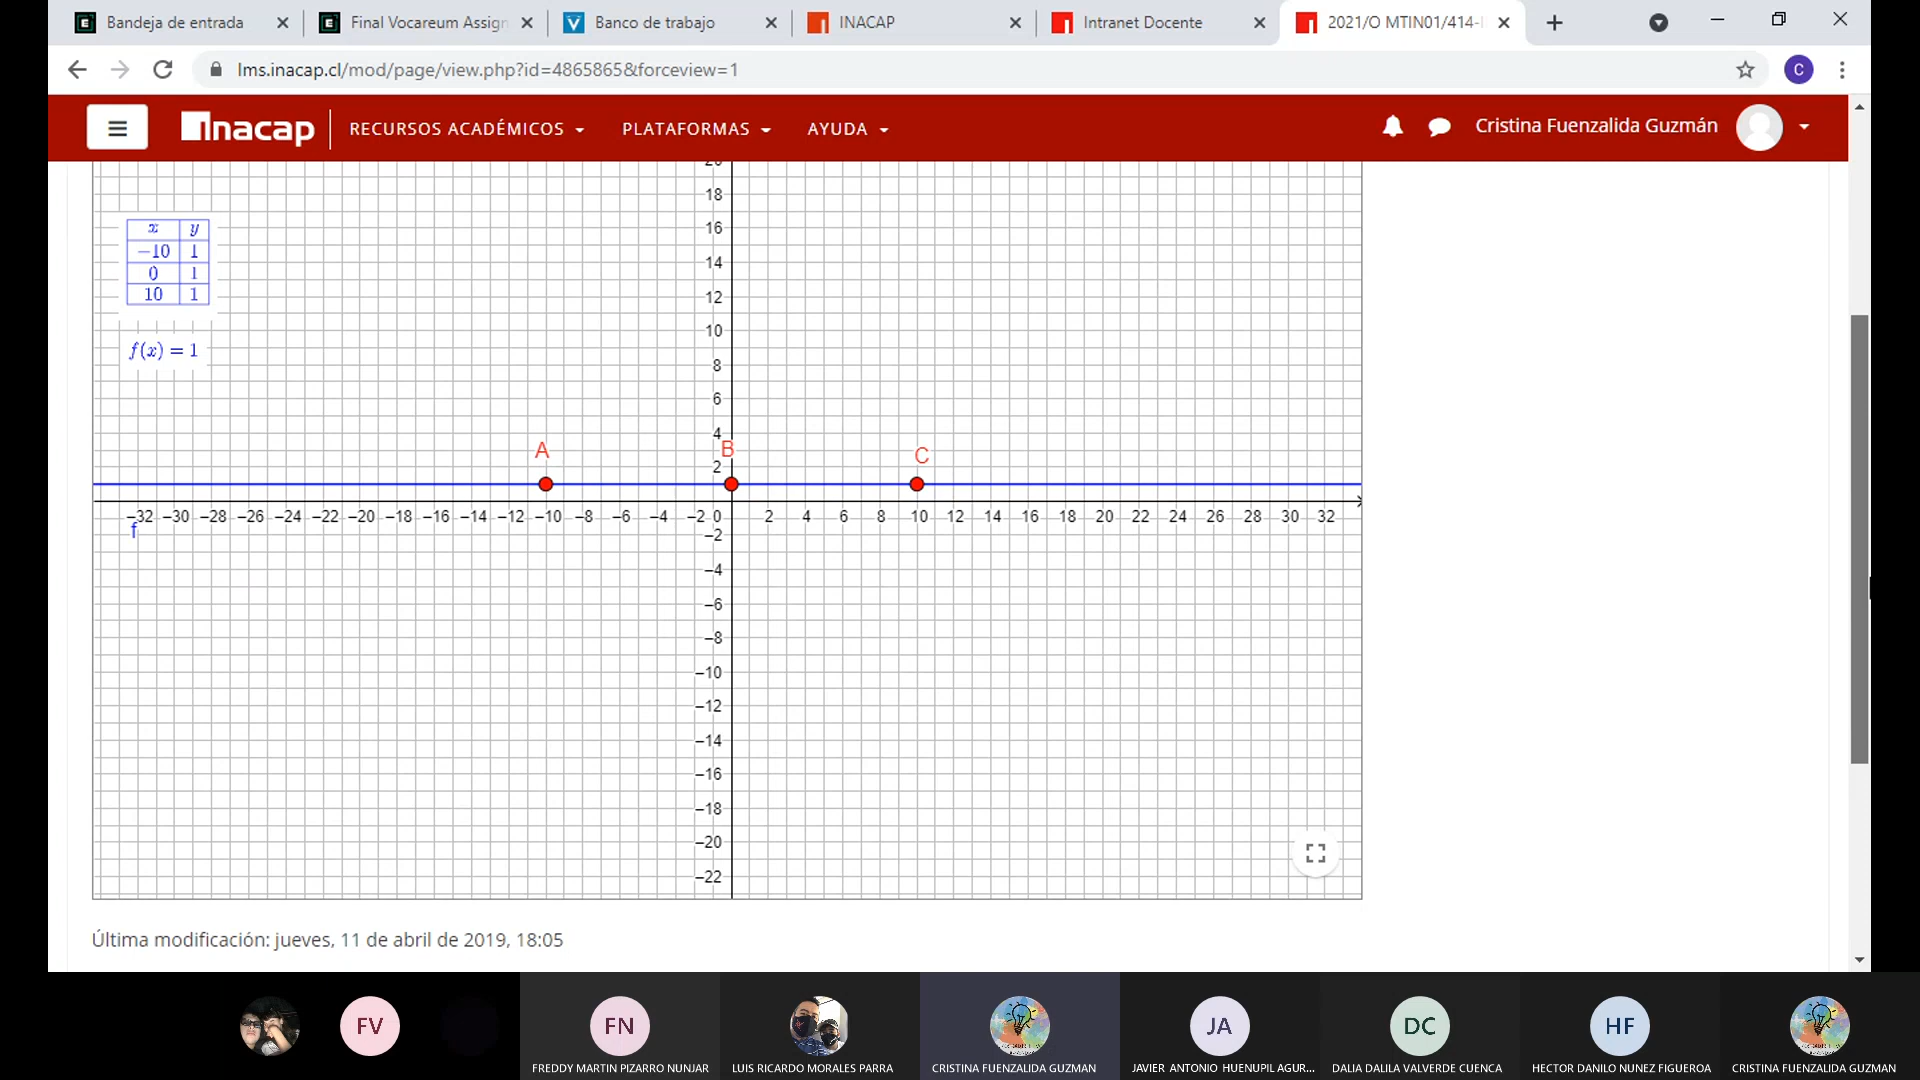 Bandeja de entrada
Final Vocareum Assign
Banco de trabajo
INACAP
Intranet Docente
2021/O MTIN01/414-
lms.inacap.cl/mod/page/view.php?id=4865865&forceview=1
C
Inacap
RECURSOS ACADÉMICOS
PLATAFORMAS
AYUDA
Cristina Fuenzalida Guzmán
x y
−10 1
0 1
10 1
f(x) = 1
20
18
16
14
12
10
8
6
4
2
A
B
C
−32 −30 −28 −26 −24 −22 −20 −18 −16 −14 −12 −10 −8 −6 −4 −2 0 2 4 6 8 10 12 14 16 18 20 22 24 26 28 30 32
f
−2
−4
−6
−8
−10
−12
−14
−16
−18
−20
−22
Última modificación: jueves, 11 de abril de 2019, 18:05
FV
FN
JA
DC
HF
FREDDY MARTIN PIZARRO NUNJAR
LUIS RICARDO MORALES PARRA
CRISTINA FUENZALIDA GUZMAN
JAVIER ANTONIO HUENUPIL AGUR...
DALIA DALILA VALVERDE CUENCA
HECTOR DANILO NUNEZ FIGUEROA
CRISTINA FUENZALIDA GUZMAN